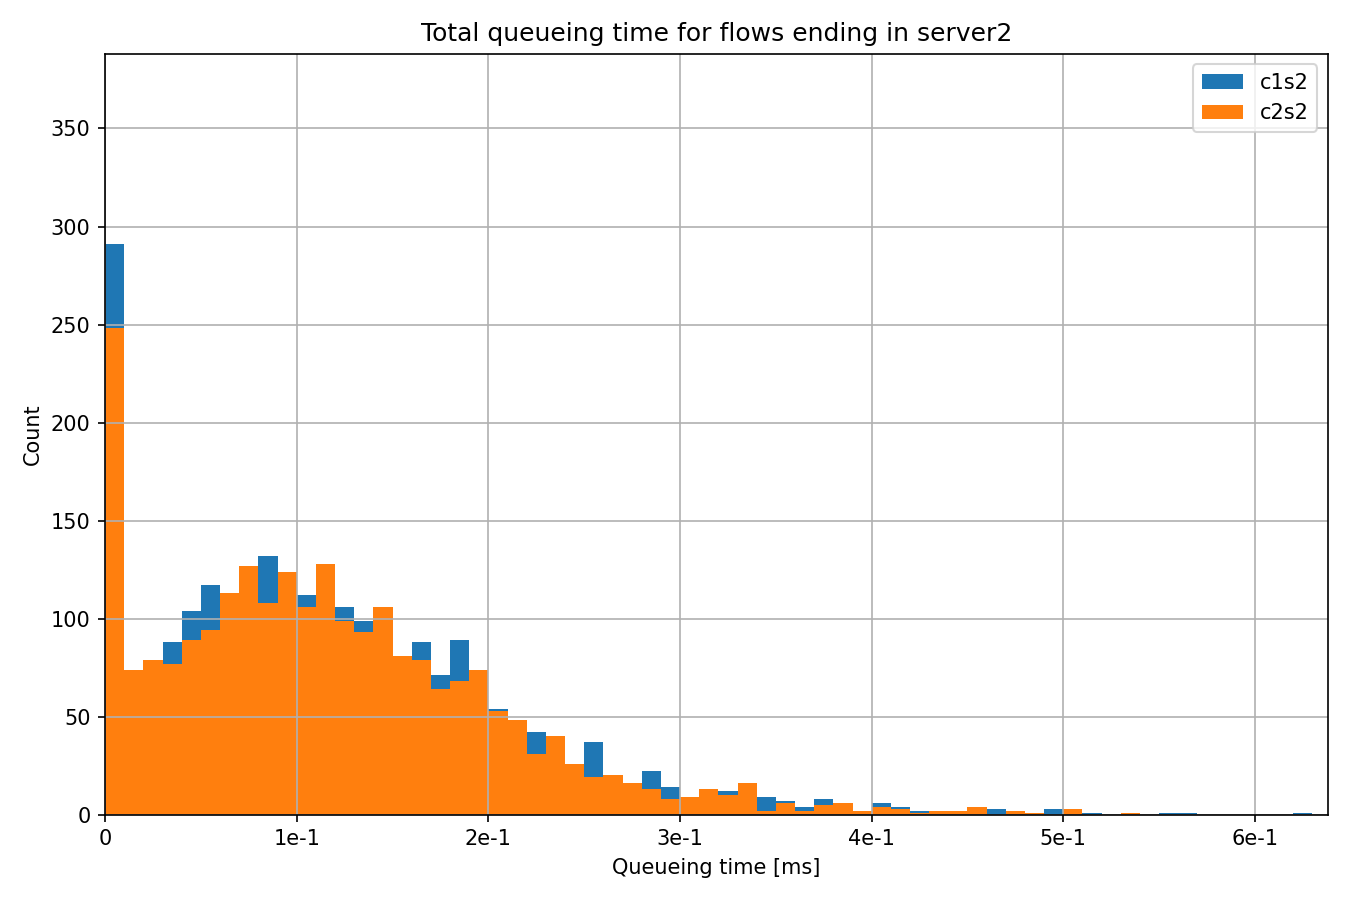 Total queueing time for flows ending in server2
c1s2
c2s2
350
300
250
200
150
100
50
0
Count
0 1e-1 2e-1 3e-1 4e-1 5e-1 6e-1
Queueing time [ms]